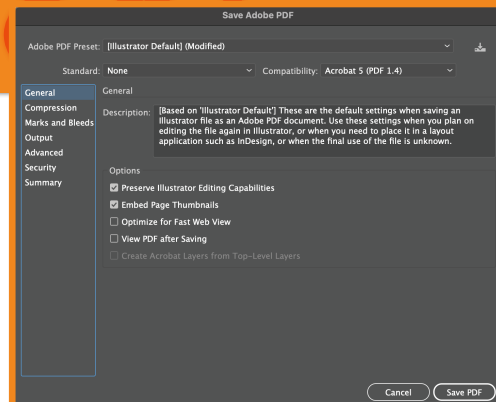 Save Adobe PDF
Adobe PDF Preset: [Illustrator Default] (Modified)
Standard: None Compatibility: Acrobat 5 (PDF 1.4)
General
Compression
Marks and Bleeds
Output
Advanced
Security
Summary
General
Description: [Based on 'Illustrator Default'] These are the default settings when saving an
Illustrator file as an Adobe PDF document. Use these settings when you plan on
editing the file again in Illustrator, or when you need to place it in a layout
application such as InDesign, or when the final use of the file is unknown.
Options
Preserve Illustrator Editing Capabilities
Embed Page Thumbnails
Optimize for Fast Web View
View PDF after Saving
Create Acrobat Layers from Top-Level Layers
Cancel Save PDF